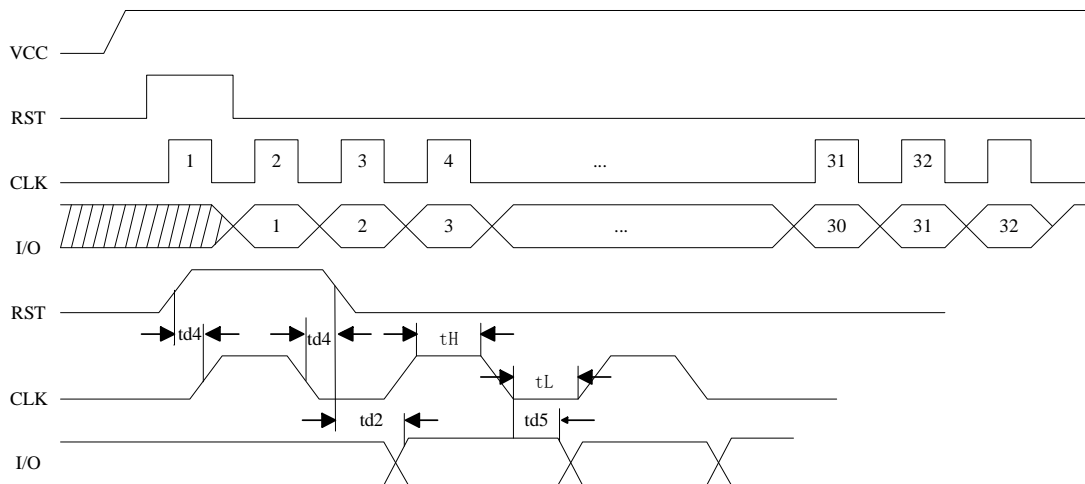 VCC
RST
CLK 1 2 3 4 ... 31 32
I/O 1 2 3 ... 30 31 32
RST
td4 td4 tH
CLK tL
td2 td5
I/O